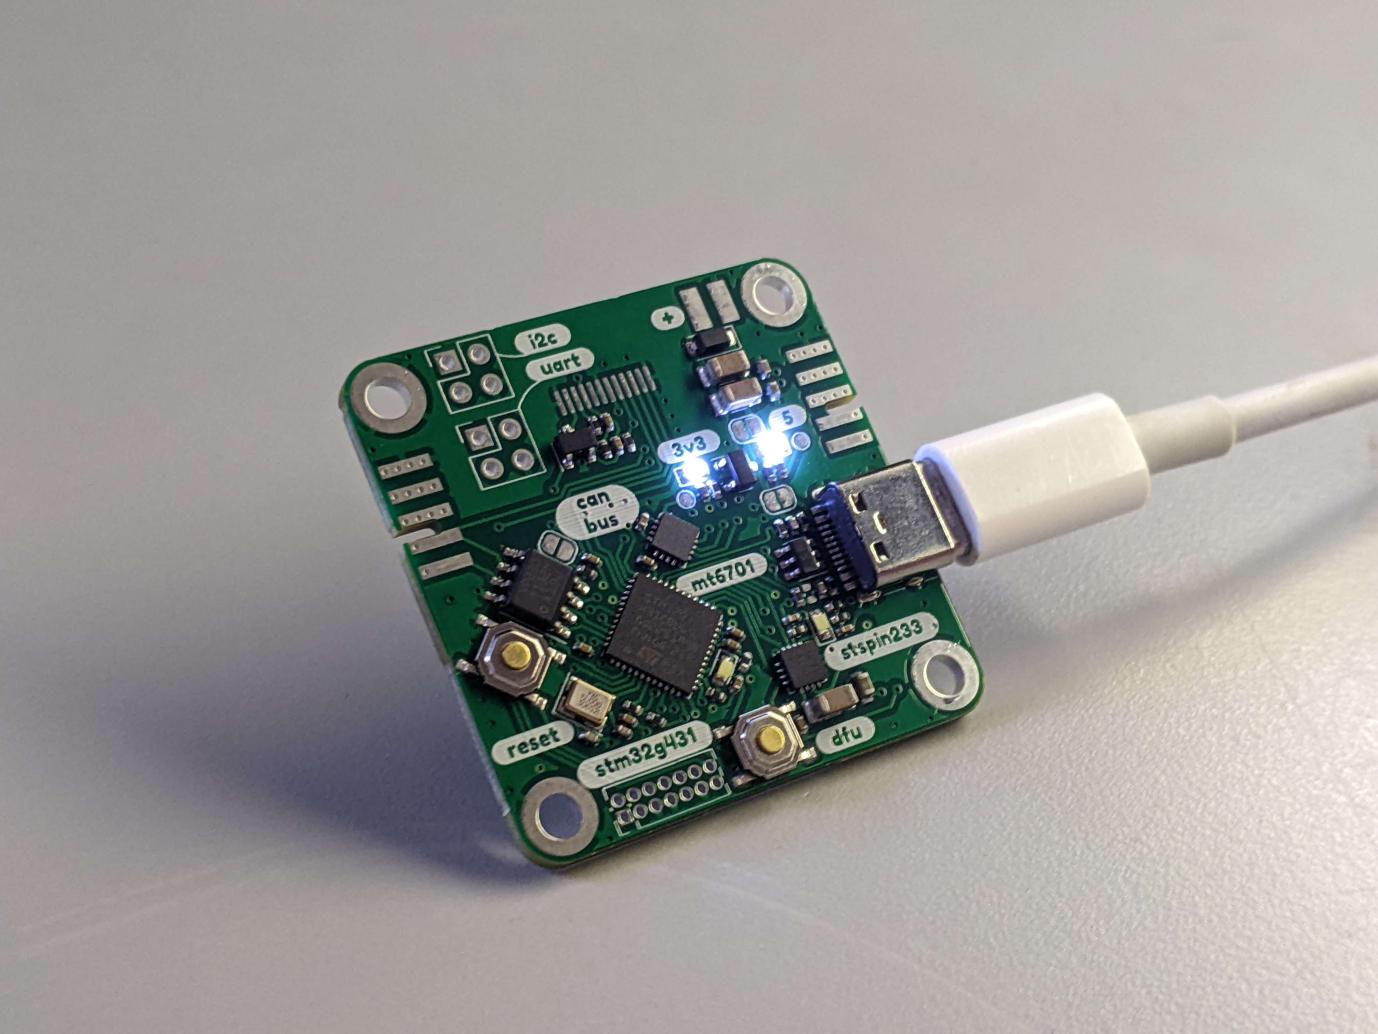 +
i2c
uart
5
3v3
can
bus
mt6701
stspin233
reset
stm32g431
dfu